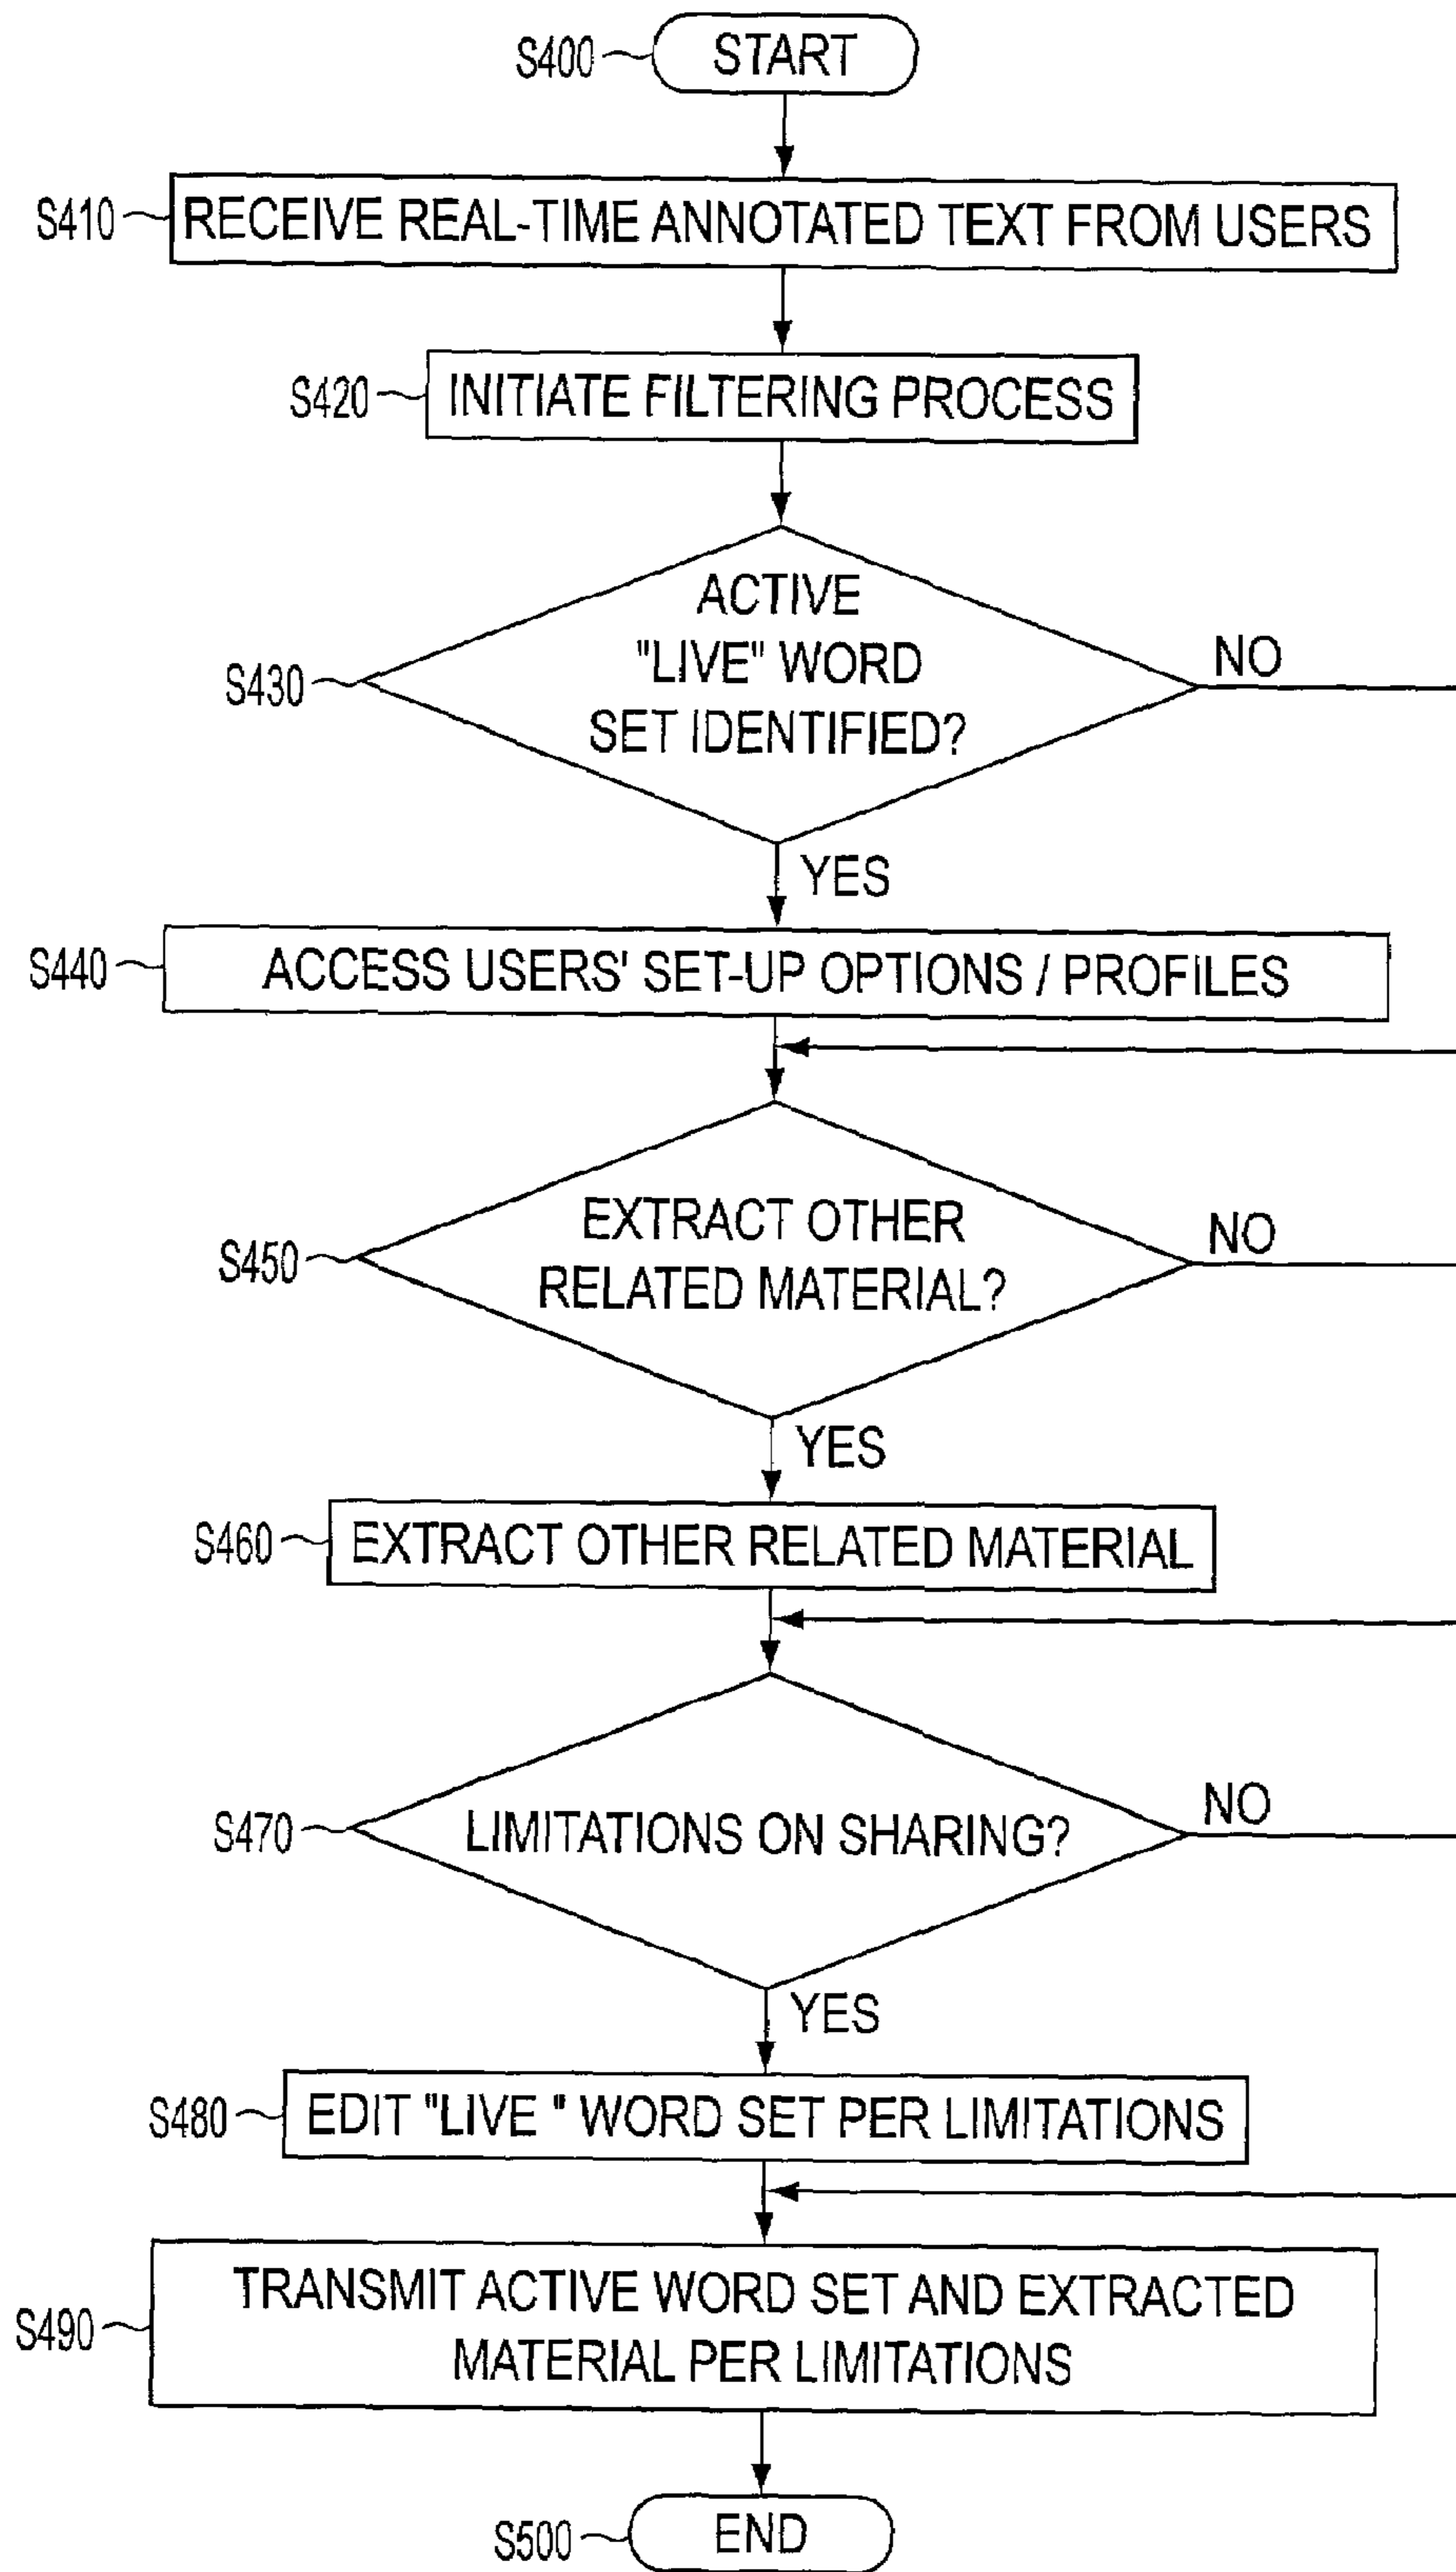 S400
START
S410
RECEIVE REAL-TIME ANNOTATED TEXT FROM USERS
S420
INITIATE FILTERING PROCESS
S430
ACTIVE
"LIVE" WORD
SET IDENTIFIED?
NO
YES
S440
ACCESS USERS' SET-UP OPTIONS / PROFILES
S450
EXTRACT OTHER
RELATED MATERIAL?
NO
YES
S460
EXTRACT OTHER RELATED MATERIAL
S470
LIMITATIONS ON SHARING?
NO
YES
S480
EDIT "LIVE " WORD SET PER LIMITATIONS
S490
TRANSMIT ACTIVE WORD SET AND EXTRACTED
MATERIAL PER LIMITATIONS
S500
END